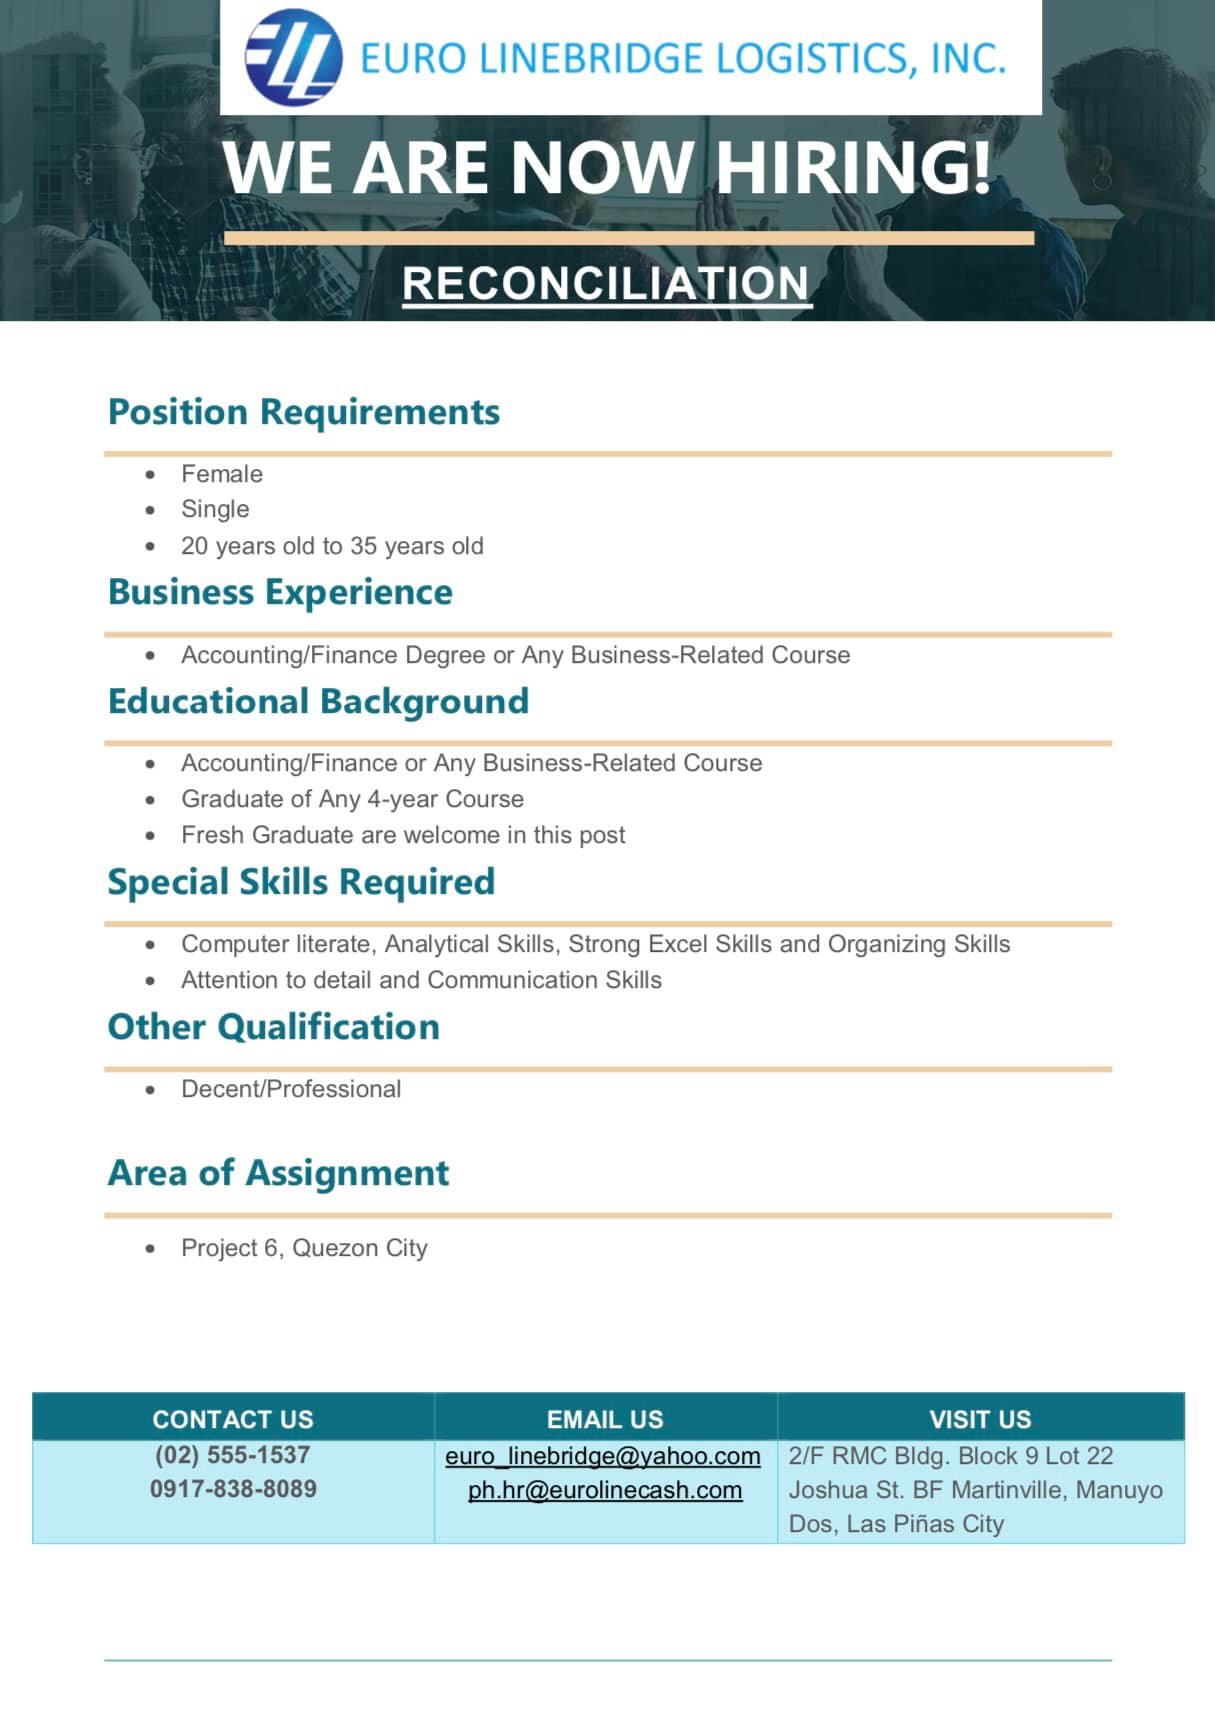 EURO LINEBRIDGE LOGISTICS, INC.
WE ARE NOW HIRING!
RECONCILIATION
Position Requirements
• Female
• Single
• 20 years old to 35 years old
Business Experience
• Accounting/Finance Degree or Any Business-Related Course
Educational Background
• Accounting/Finance or Any Business-Related Course
• Graduate of Any 4-year Course
• Fresh Graduate are welcome in this post
Special Skills Required
• Computer literate, Analytical Skills, Strong Excel Skills and Organizing Skills
• Attention to detail and Communication Skills
Other Qualification
• Decent/Professional
Area of Assignment
• Project 6, Quezon City
CONTACT US
(02) 555-1537
0917-838-8089
EMAIL US
euro_linebridge@yahoo.com
ph.hr@eurolinecash.com
VISIT US
2/F RMC Bldg. Block 9 Lot 22
Joshua St. BF Martinville, Manuyo
Dos, Las Piñas City